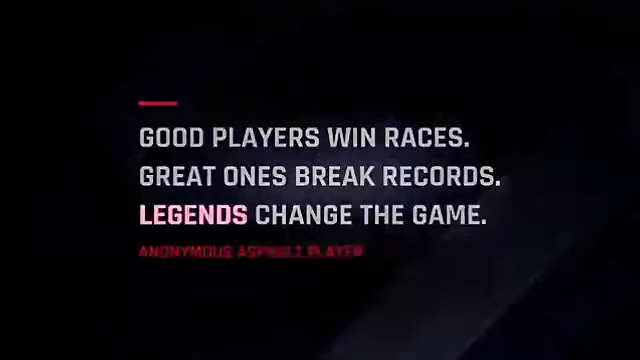 GOOD PLAYERS WIN RACES.
GREAT ONES BREAK RECORDS.
LEGENDS CHANGE THE GAME.
ANONYMOUS ASPHALT PLAYER